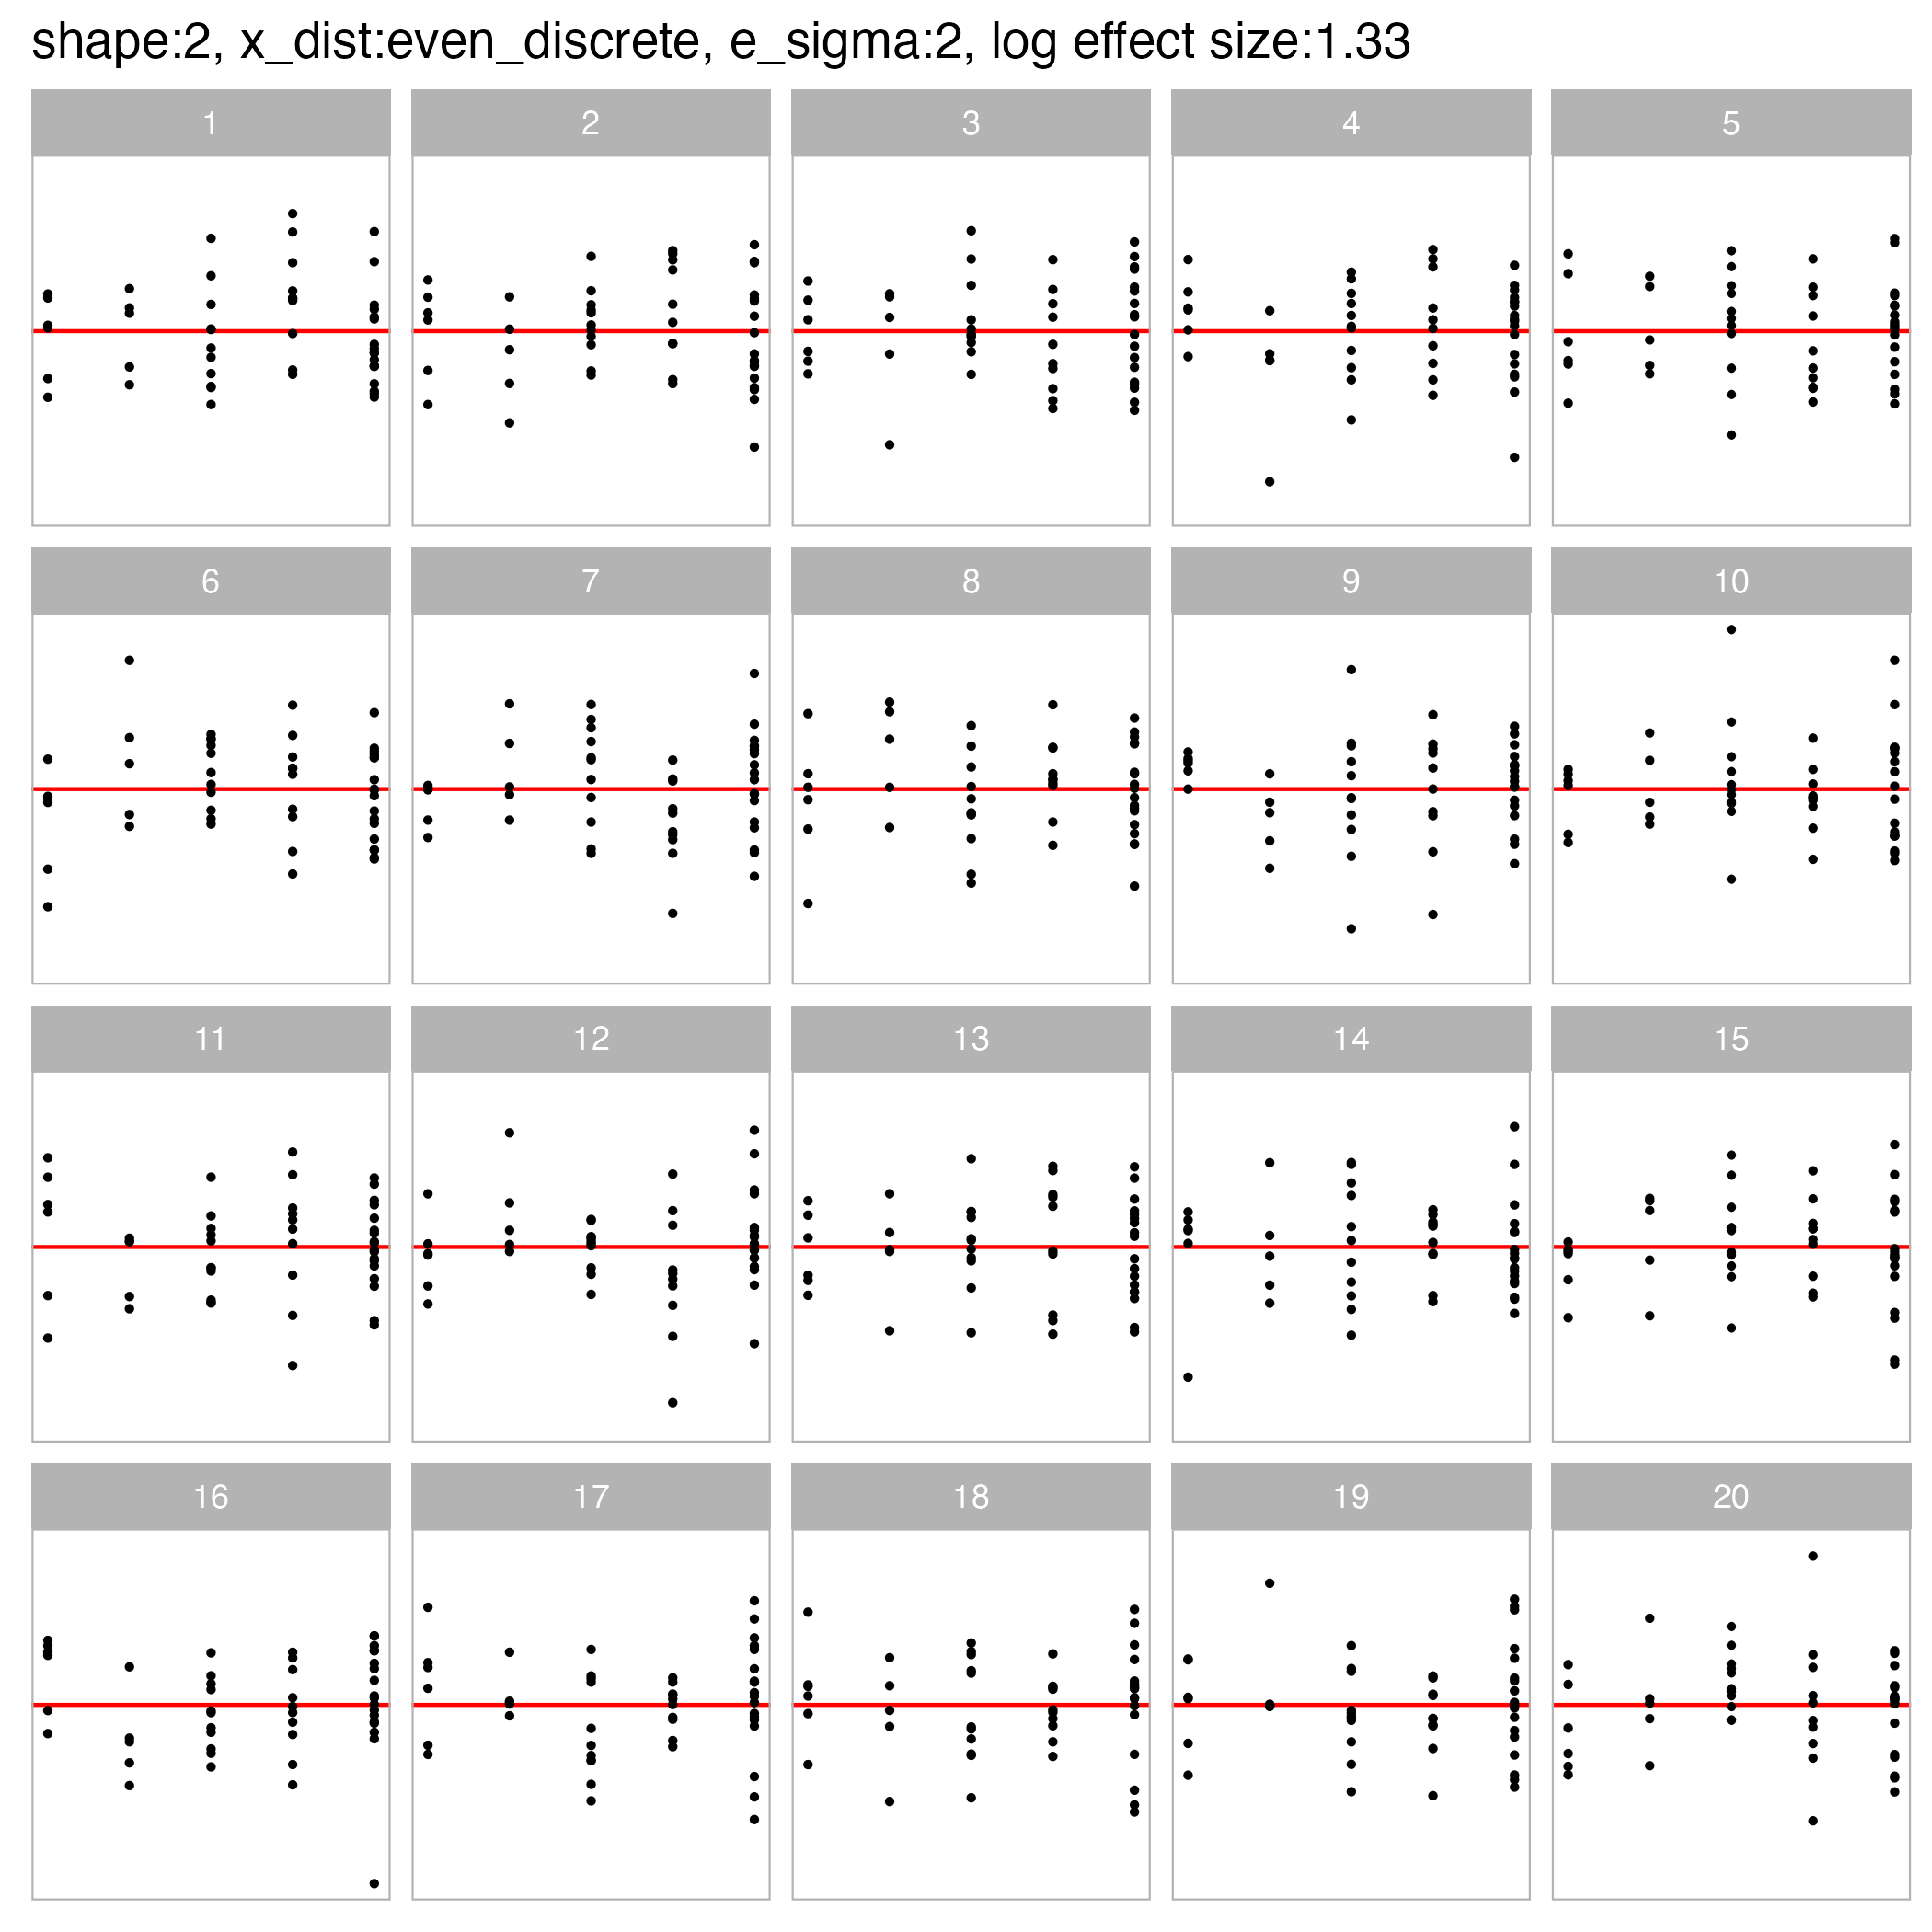 shape:2, x_dist:even_discrete, e_sigma:2, log effect size:1.33
1 2 3 4 5
6 7 8 9 10
11 12 13 14 15
16 17 18 19 20